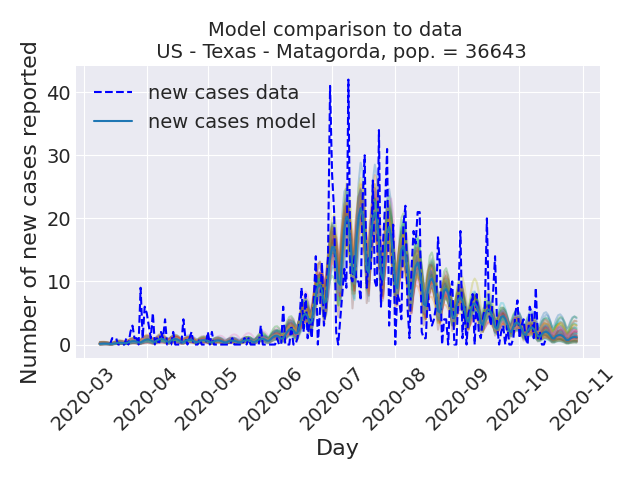 Model comparison to data
US - Texas - Matagorda, pop. = 36643
Number of new cases reported
40
30
20
10
0
new cases data
new cases model
2020-03
2020-04
2020-05
2020-06
2020-07
2020-08
2020-09
2020-10
2020-11
Day